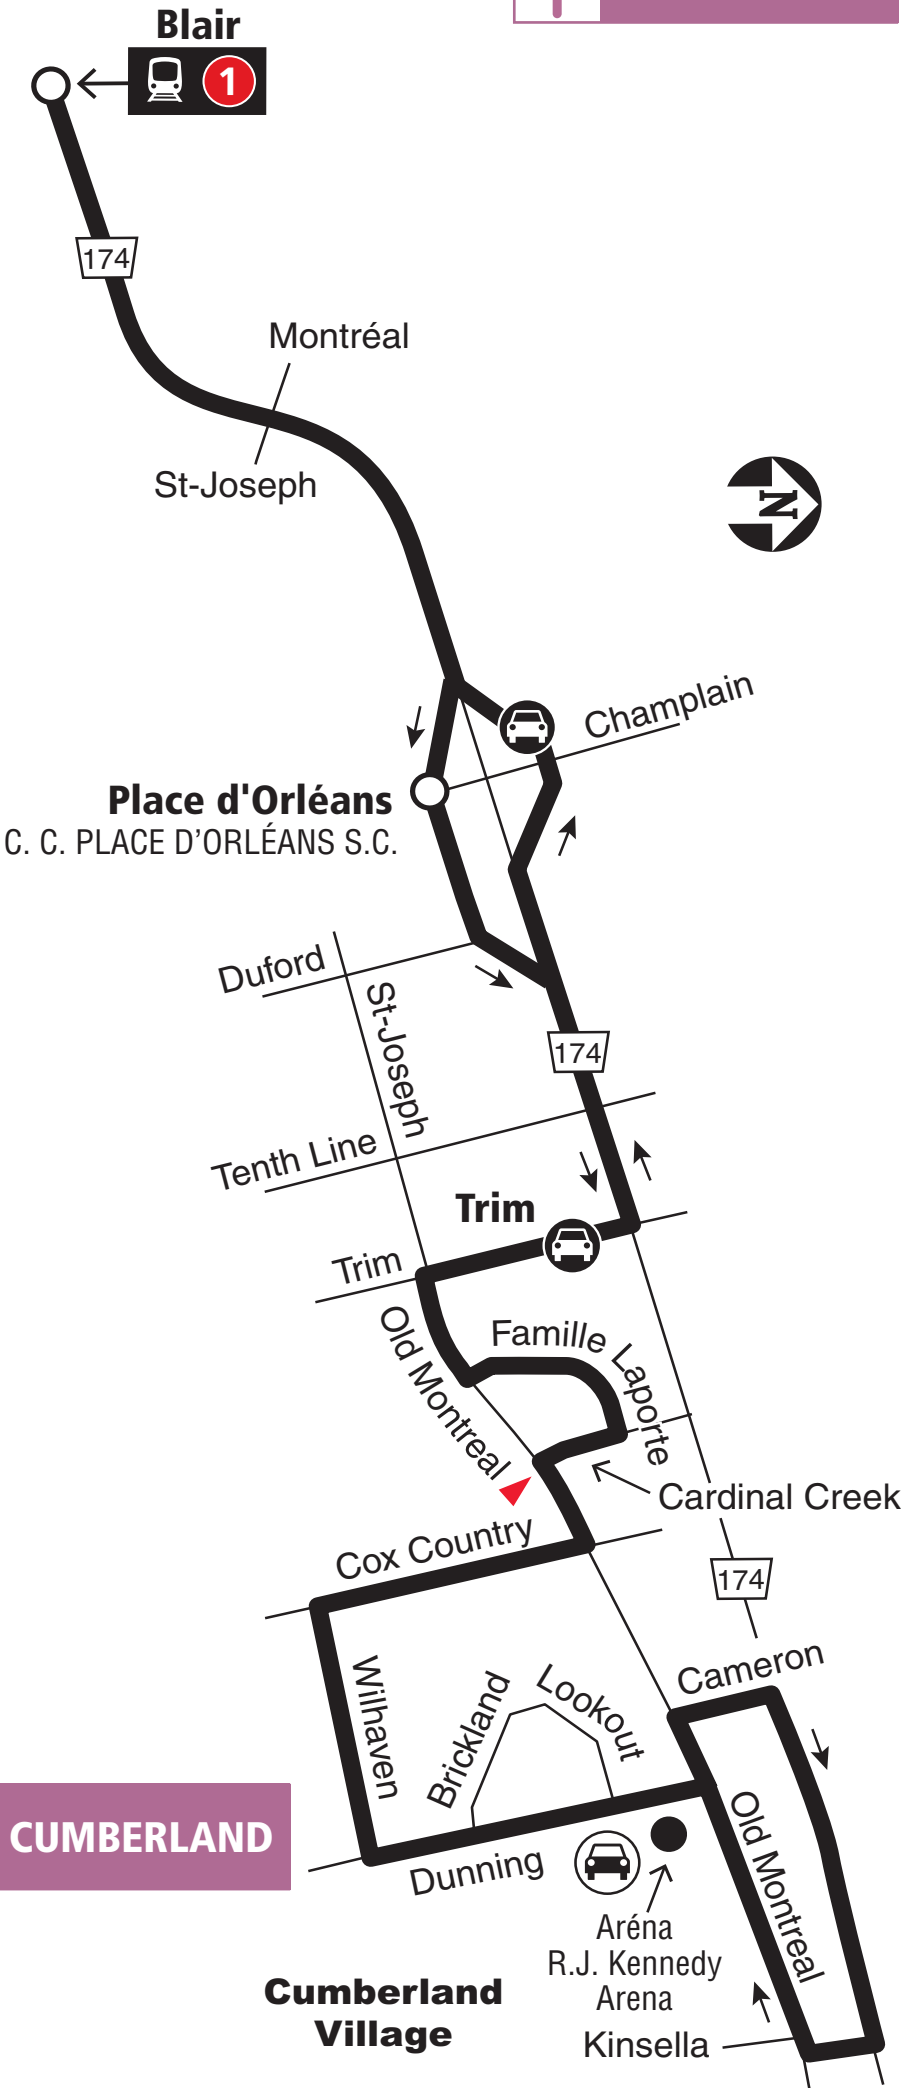 Blair
1
174
Montréal
St-Joseph
N
Champlain
Place d'Orléans
C. C. PLACE D'ORLÉANS S.C.
Duford
St-Joseph
174
Tenth Line
Trim
Trim
Old Montreal
Famille Laporte
Cardinal Creek
Cox Country
174
Cameron
Wilhaven
Brickland
Lookout
CUMBERLAND
Dunning
Old Montreal
Aréna
R.J. Kennedy
Arena
Cumberland
Village
Kinsella